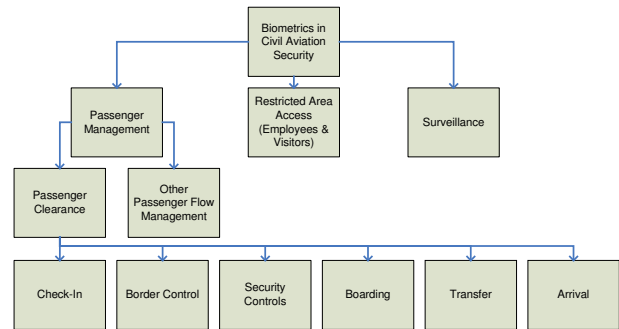 Biometrics in
Civil Aviation
Security
Passenger
Management
Restricted Area
Access
(Employees &
Visitors)
Surveillance
Passenger
Clearance
Other
Passenger Flow
Management
Check-In
Border Control
Security
Controls
Boarding
Transfer
Arrival